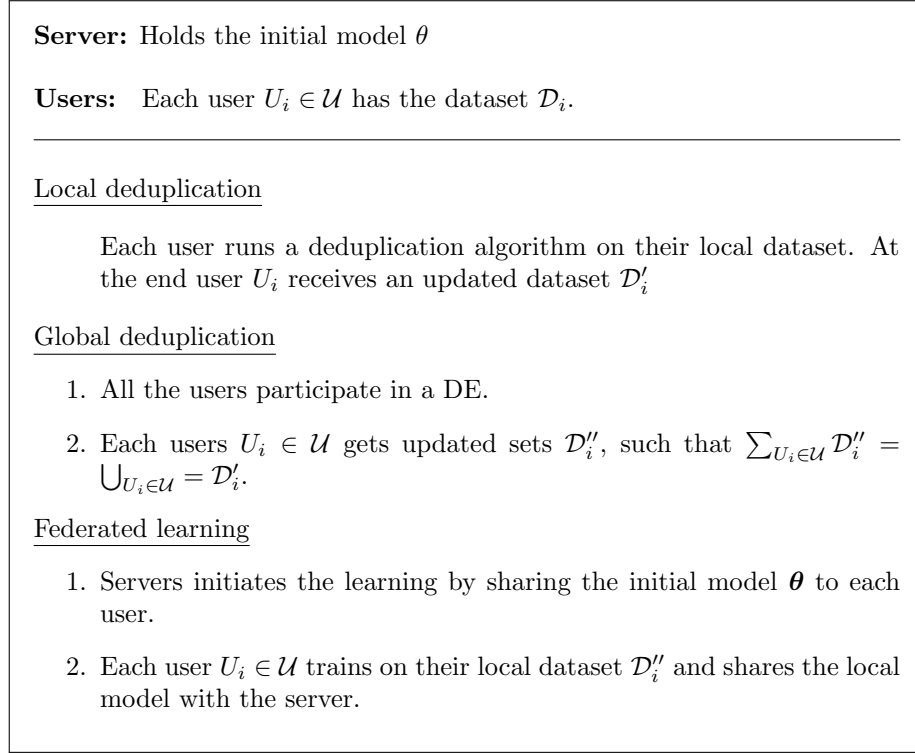 Server: Holds the initial model θ
Users: Each user U_i ∈ 𝒰 has the dataset 𝒟_i.
Local deduplication
Each user runs a deduplication algorithm on their local dataset. At
the end user U_i receives an updated dataset 𝒟′_i
Global deduplication
1. All the users participate in a DE.
2. Each users U_i ∈ 𝒰 gets updated sets 𝒟″_i, such that ∑_{U_i∈𝒰} 𝒟″_i =
⋃_{U_i∈𝒰} = 𝒟′_i.
Federated learning
1. Servers initiates the learning by sharing the initial model θ to each
user.
2. Each user U_i ∈ 𝒰 trains on their local dataset 𝒟″_i and shares the local
model with the server.